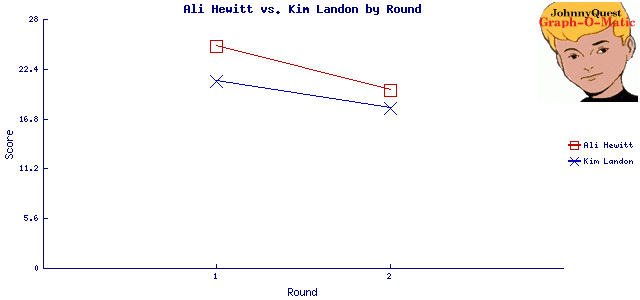 Ali Hewitt vs. Kim Landon by Round
JohnnyQuest
Graph-O-Matic
28
22.4
16.8
11.2
5.6
0
Score
1
2
Round
Ali Hewitt
Kim Landon